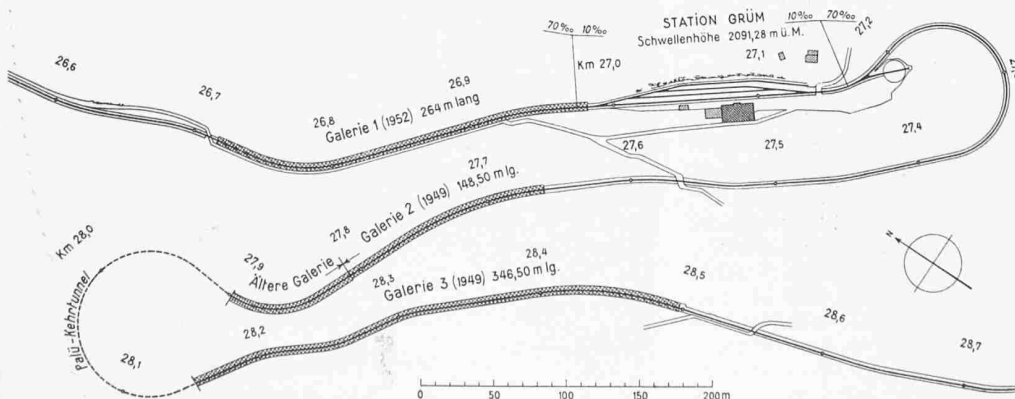 STATION GRÜM
Schwellenhöhe 2091,28 m ü. M.
70‰ 10‰
10‰ 70‰
Km 27,0
27,1
27,2
26,6
26,7
26,8
26,9
Galerie 1 (1952) 264 m lang
27,4
27,5
27,6
27,7
Galerie 2 (1949) 148,50 m lg.
27,8
Ältere Galerie
27,9
Km 28,0
Palü-Kehrtunnel
28,1
28,2
28,3
Galerie 3 (1949) 346,50 m lg.
28,4
28,5
28,6
28,7
N
0 50 100 150 200 m